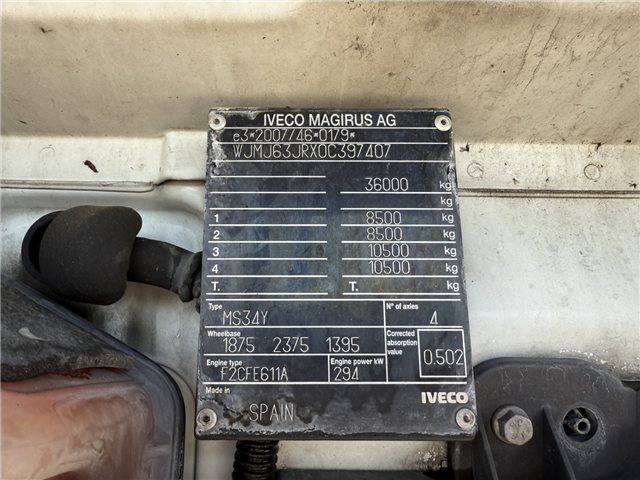 IVECO MAGIRUS AG
e3*2007/46*0179*
WJMJ63JRX0C397407
36000 kg
kg
1 8500 kg
2 8500 kg
3 10500 kg
4 10500 kg
T. T. kg
Type N° of axles
MS34Y 4
Wheelbase Corrected absorption value
1875 2375 1395 0.502
Engine type Engine power kW
F2CFE611A 294
Made in IVECO
SPAIN